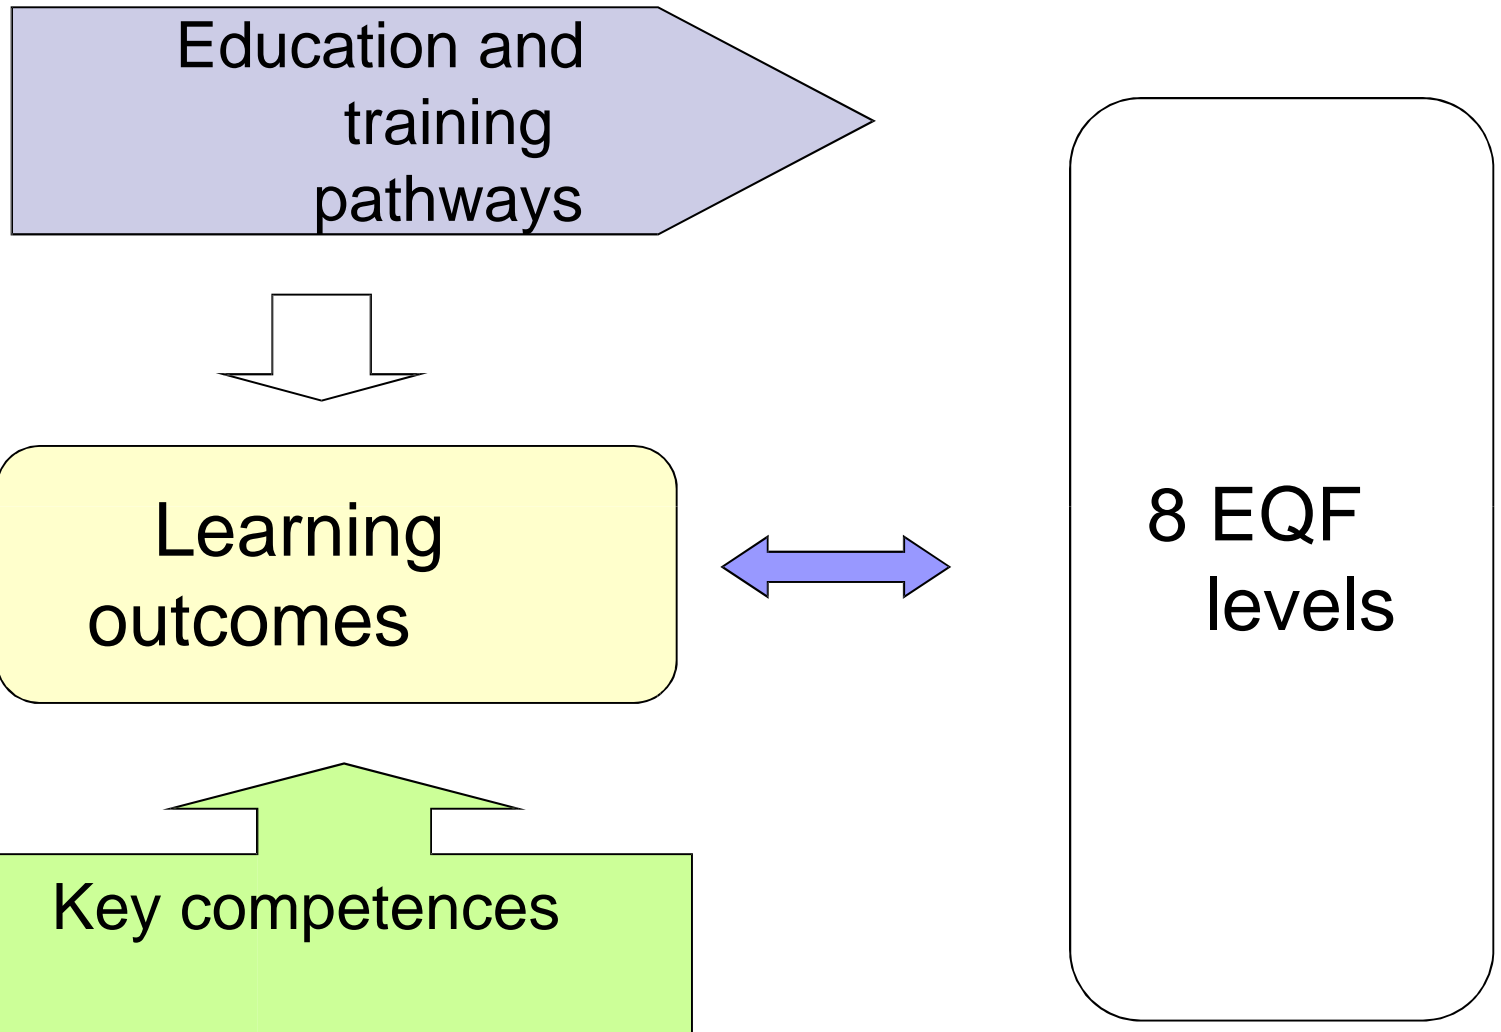 Education and
training
pathways
Learning
outcomes
8 EQF
levels
Key competences